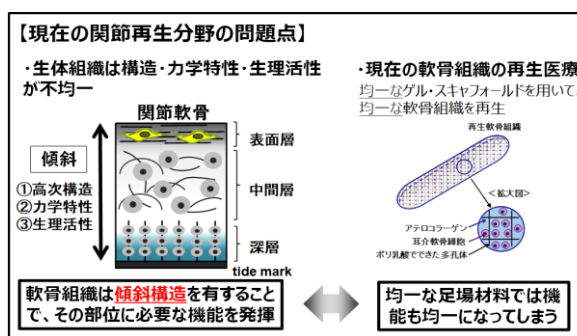 【現在の関節再生分野の問題点】
・生体組織は構造・力学特性・生理活性
が不均一
関節軟骨
表面層
中間層
深層
tide mark
傾斜
①高次構造
②力学特性
③生理活性
軟骨組織は傾斜構造を有すること
で、その部位に必要な機能を発揮
・現在の軟骨組織の再生医療
均一なゲル・スキャフォールドを用いて、
均一な軟骨組織を再生
再生軟骨組織
<拡大図>
アテロコラーゲン
耳介軟骨細胞
ポリ乳酸でできた多孔体
均一な足場材料では機
能も均一になってしまう